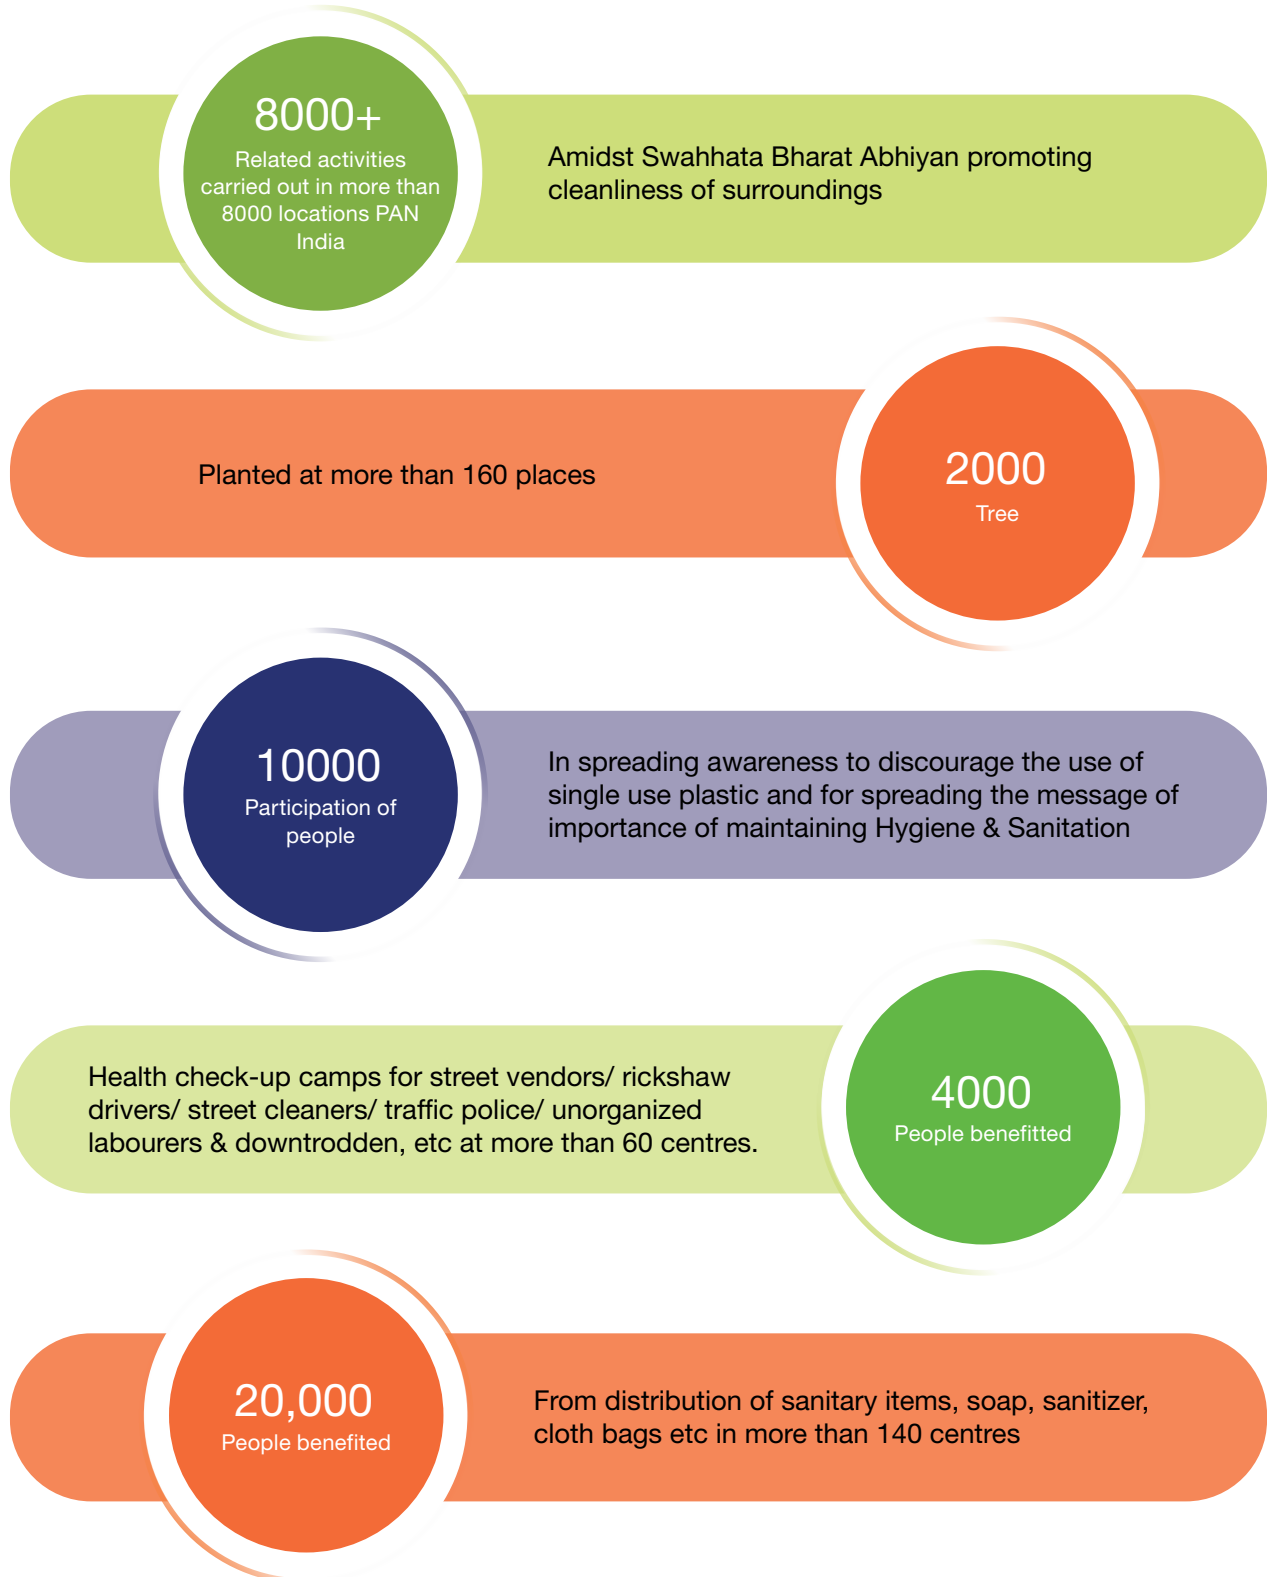 8000+
Related activities
carried out in more than
8000 locations PAN
India
Amidst Swahhata Bharat Abhiyan promoting
cleanliness of surroundings
Planted at more than 160 places
2000
Tree
10000
Participation of
people
In spreading awareness to discourage the use of
single use plastic and for spreading the message of
importance of maintaining Hygiene & Sanitation
Health check-up camps for street vendors/ rickshaw
drivers/ street cleaners/ traffic police/ unorganized
labourers & downtrodden, etc at more than 60 centres.
4000
People benefitted
20,000
People benefited
From distribution of sanitary items, soap, sanitizer,
cloth bags etc in more than 140 centres